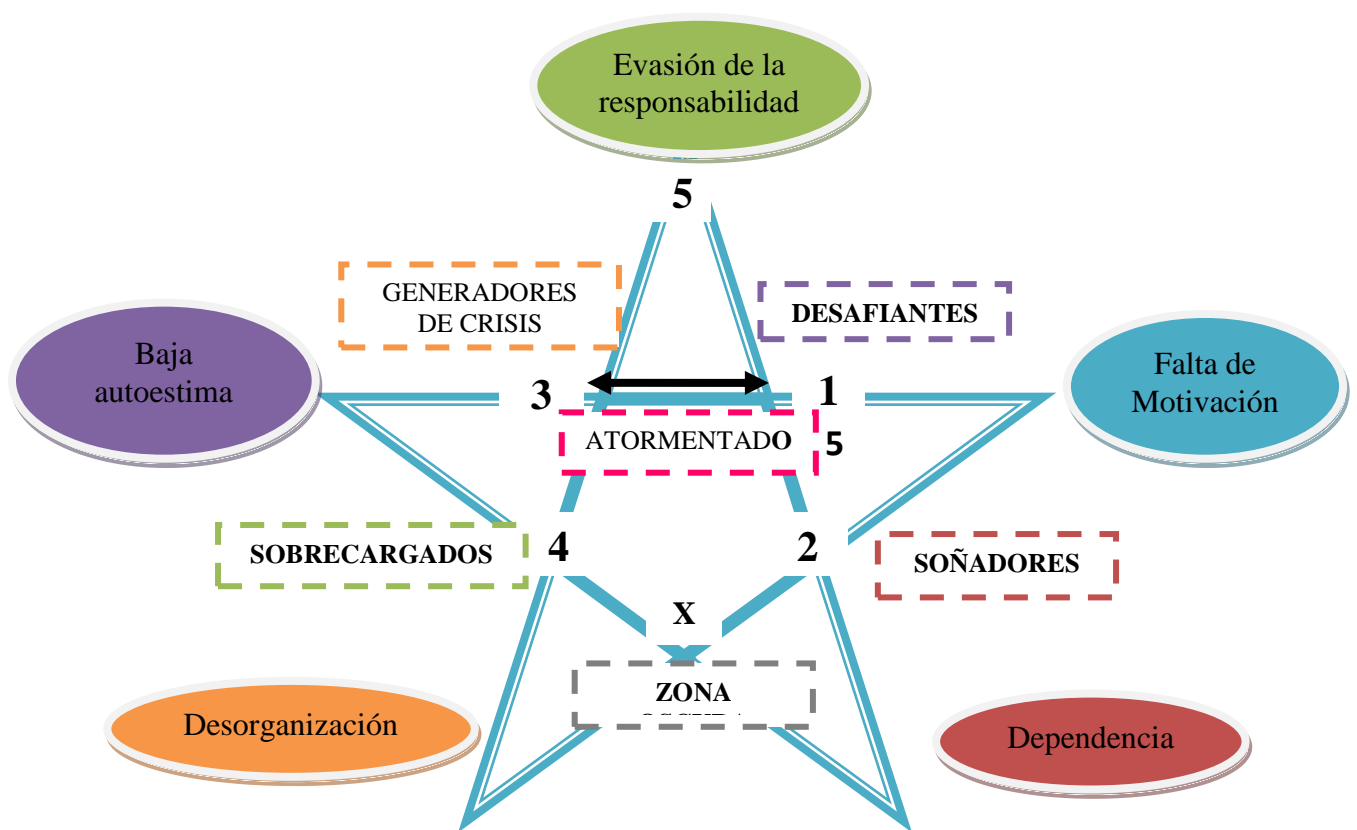 Evasión de la
responsabilidad
5
GENERADORES
DE CRISIS
DESAFIANTES
Baja
autoestima
Falta de
Motivación
3
1
ATORMENTADO
5
SOBRECARGADOS
4
2
SOÑADORES
X
ZONA
Desorganización
Dependencia